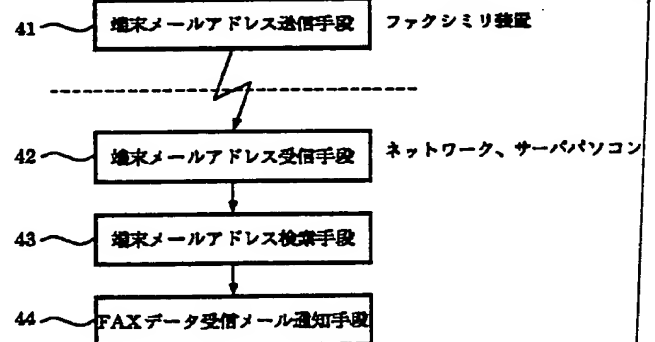 41 端末メールアドレス送信手段 ファクシミリ装置
42 端末メールアドレス受信手段 ネットワーク、サーバパソコン
43 端末メールアドレス検索手段
44 FAXデータ受信メール通知手段